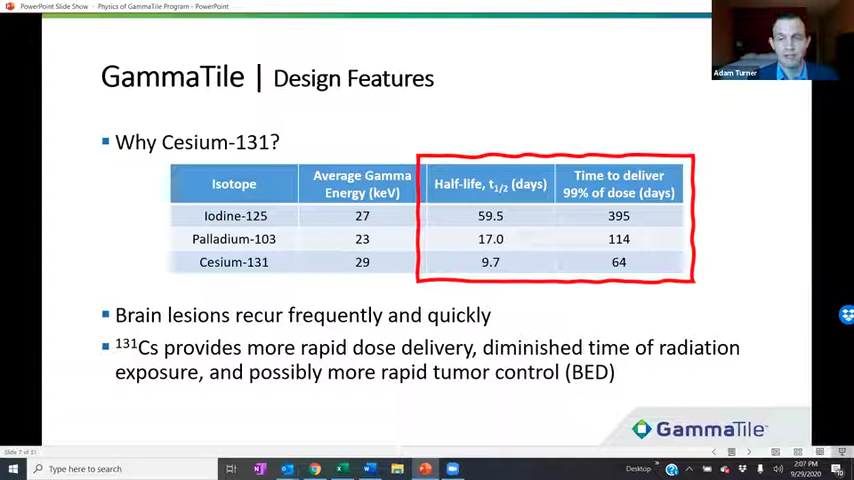 PowerPoint Slide Show - Physics of GammaTile Program - PowerPoint
Adam Turner
GammaTile | Design Features
Why Cesium-131?
Isotope Average Gamma Energy (keV) Half-life, t1/2 (days) Time to deliver 99% of dose (days)
Iodine-125 27 59.5 395
Palladium-103 23 17.0 114
Cesium-131 29 9.7 64
Brain lesions recur frequently and quickly
131Cs provides more rapid dose delivery, diminished time of radiation
exposure, and possibly more rapid tumor control (BED)
GammaTile™
Slide 7 of 31
Type here to search
Desktop
2:07 PM
9/29/2020